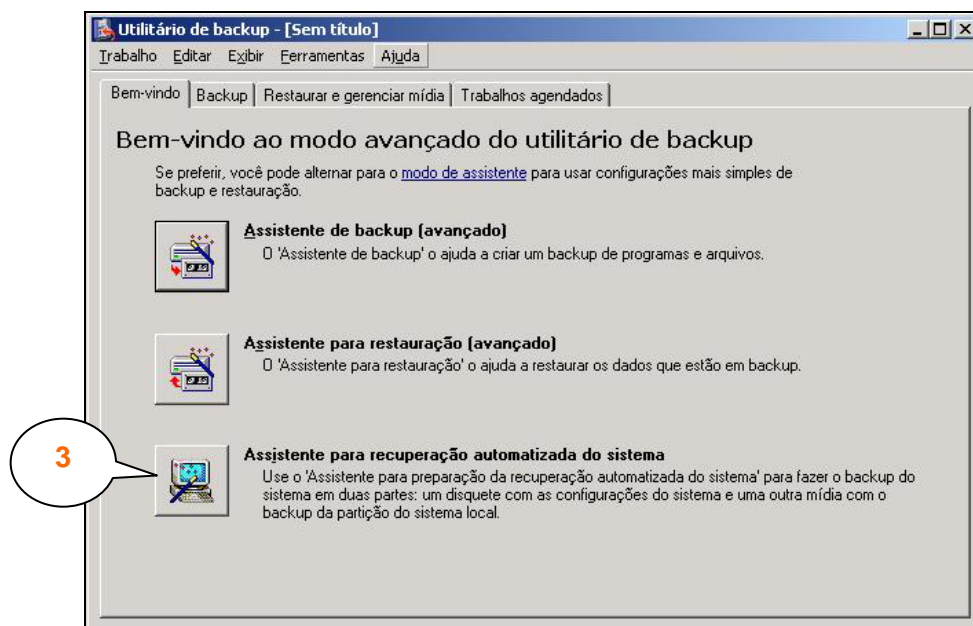 Utilitário de backup - [Sem título]
Trabalho Editar Exibir Ferramentas Ajuda
Bem-vindo Backup Restaurar e gerenciar mídia Trabalhos agendados
Bem-vindo ao modo avançado do utilitário de backup
Se preferir, você pode alternar para o modo de assistente para usar configurações mais simples de
backup e restauração.
Assistente de backup (avançado)
O 'Assistente de backup' o ajuda a criar um backup de programas e arquivos.
Assistente para restauração (avançado)
O 'Assistente para restauração' o ajuda a restaurar os dados que estão em backup.
3
Assistente para recuperação automatizada do sistema
Use o 'Assistente para preparação da recuperação automatizada do sistema' para fazer o backup do
sistema em duas partes: um disquete com as configurações do sistema e uma outra mídia com o
backup da partição do sistema local.